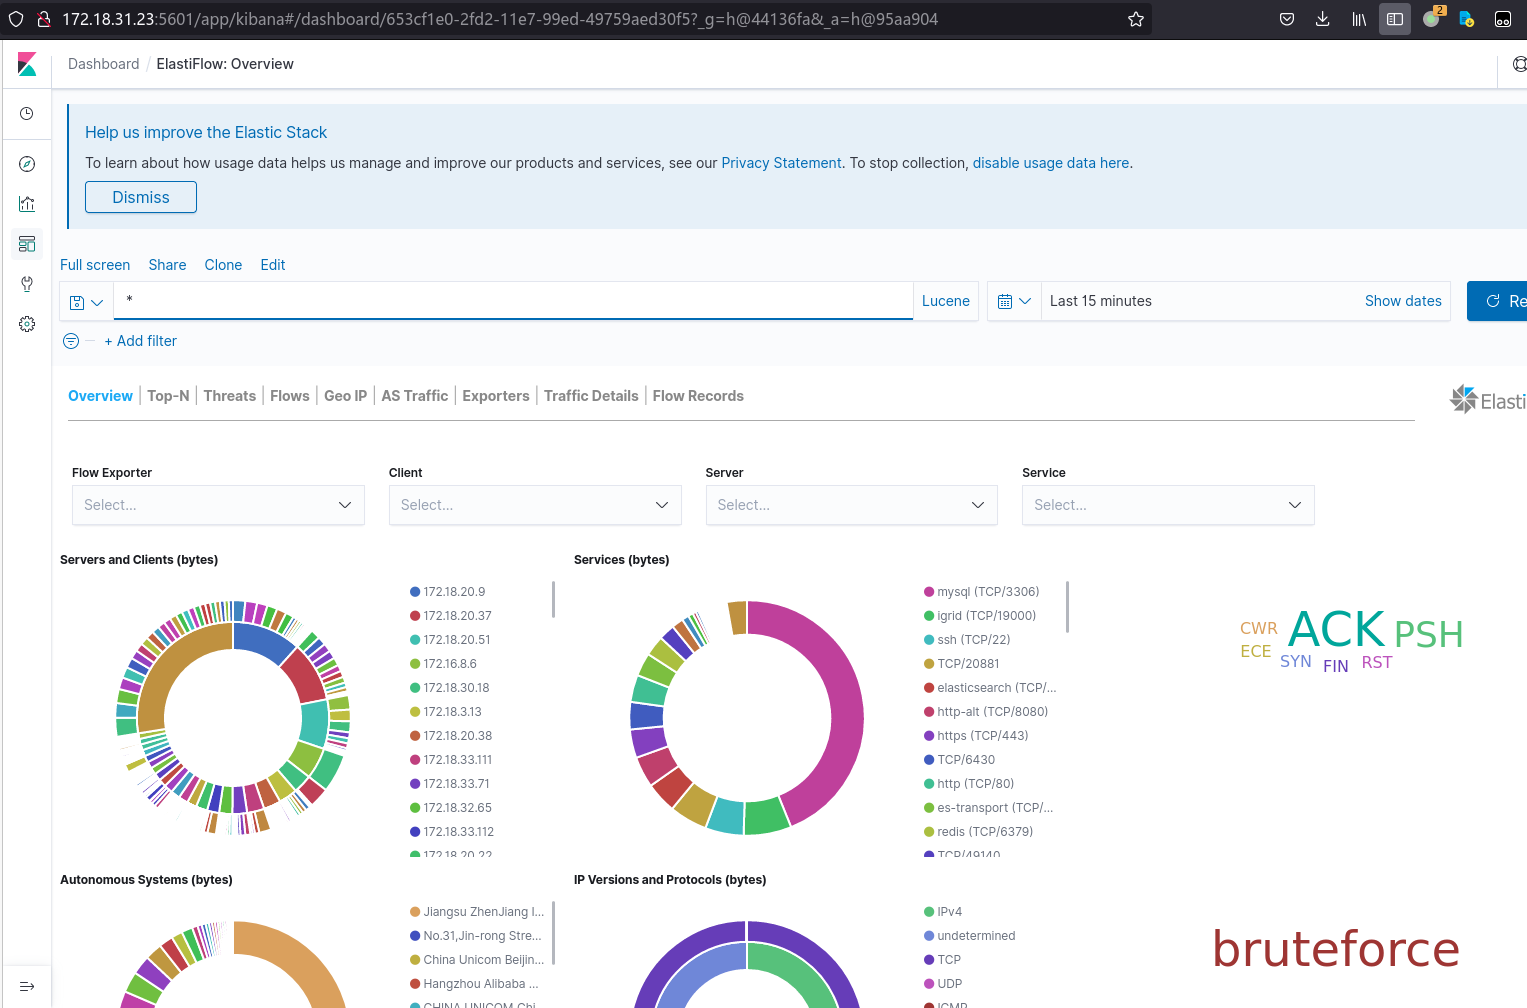 172.18.31.23:5601/app/kibana#/dashboard/653cf1e0-2fd2-11e7-99ed-49759aed30f5?_g=h@44136fa&_a=h@95aa904
2
Dashboard / ElastiFlow: Overview
Help us improve the Elastic Stack
To learn about how usage data helps us manage and improve our products and services, see our Privacy Statement. To stop collection, disable usage data here.
Dismiss
Full screen Share Clone Edit
* Lucene Last 15 minutes Show dates Re
+ Add filter
Overview | Top-N | Threats | Flows | Geo IP | AS Traffic | Exporters | Traffic Details | Flow Records
Elasti
Flow Exporter Client Server Service
Select... Select... Select... Select...
Servers and Clients (bytes)
172.18.20.9
172.18.20.37
172.18.20.51
172.16.8.6
172.18.30.18
172.18.3.13
172.18.20.38
172.18.33.111
172.18.33.71
172.18.32.65
172.18.33.112
172.18.20.22
Services (bytes)
mysql (TCP/3306)
igrid (TCP/19000)
ssh (TCP/22)
TCP/20881
elasticsearch (TCP/...
http-alt (TCP/8080)
https (TCP/443)
TCP/6430
http (TCP/80)
es-transport (TCP/...
redis (TCP/6379)
TCP/49140
CWR ACK PSH
ECE SYN FIN RST
Autonomous Systems (bytes)
Jiangsu ZhenJiang I...
No.31,Jin-rong Stre...
China Unicom Beijin...
Hangzhou Alibaba ...
CHINA UNICOM Chi
IP Versions and Protocols (bytes)
IPv4
undetermined
TCP
UDP
ICMP
bruteforce